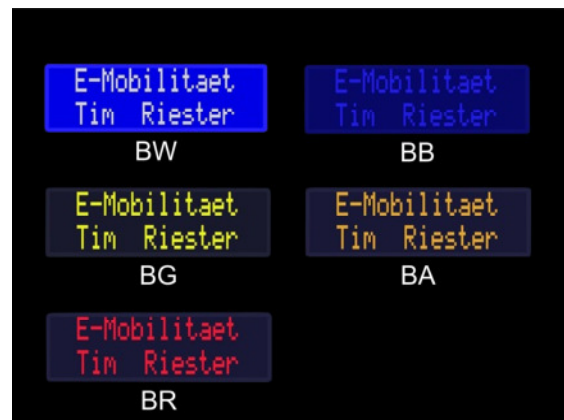 E-Mobilitaet
Tim Riester
BW
E-Mobilitaet
Tim Riester
BB
E-Mobilitaet
Tim Riester
BG
E-Mobilitaet
Tim Riester
BA
E-Mobilitaet
Tim Riester
BR